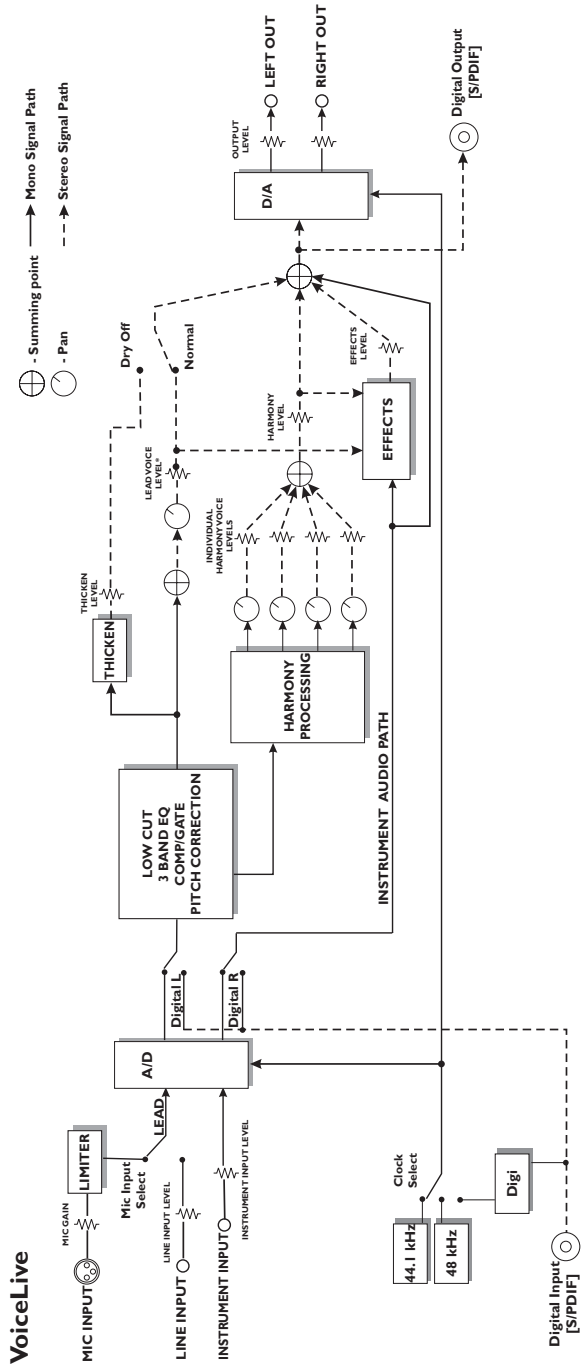 VoiceLive
- Summing point
Mono Signal Path
- Pan
Stereo Signal Path
MIC INPUT
MIC GAIN
LIMITER
Mic Input
Select
LEAD
LINE INPUT
LINE INPUT LEVEL
INSTRUMENT INPUT
INSTRUMENT INPUT LEVEL
A/D
Digital L
Digital R
LOW CUT
3 BAND EQ
COMP/GATE
PITCH CORRECTION
THICKEN
THICKEN
LEVEL
LEAD VOICE
LEVEL*
Dry Off
Normal
HARMONY
PROCESSING
INDIVIDUAL
HARMONY VOICE
LEVELS
HARMONY
LEVEL
EFFECTS
EFFECTS
LEVEL
INSTRUMENT AUDIO PATH
D/A
OUTPUT
LEVEL
LEFT OUT
RIGHT OUT
Digital Output
[S/PDIF]
44.1 kHz
48 kHz
Clock
Select
Digi
Digital Input
[S/PDIF]